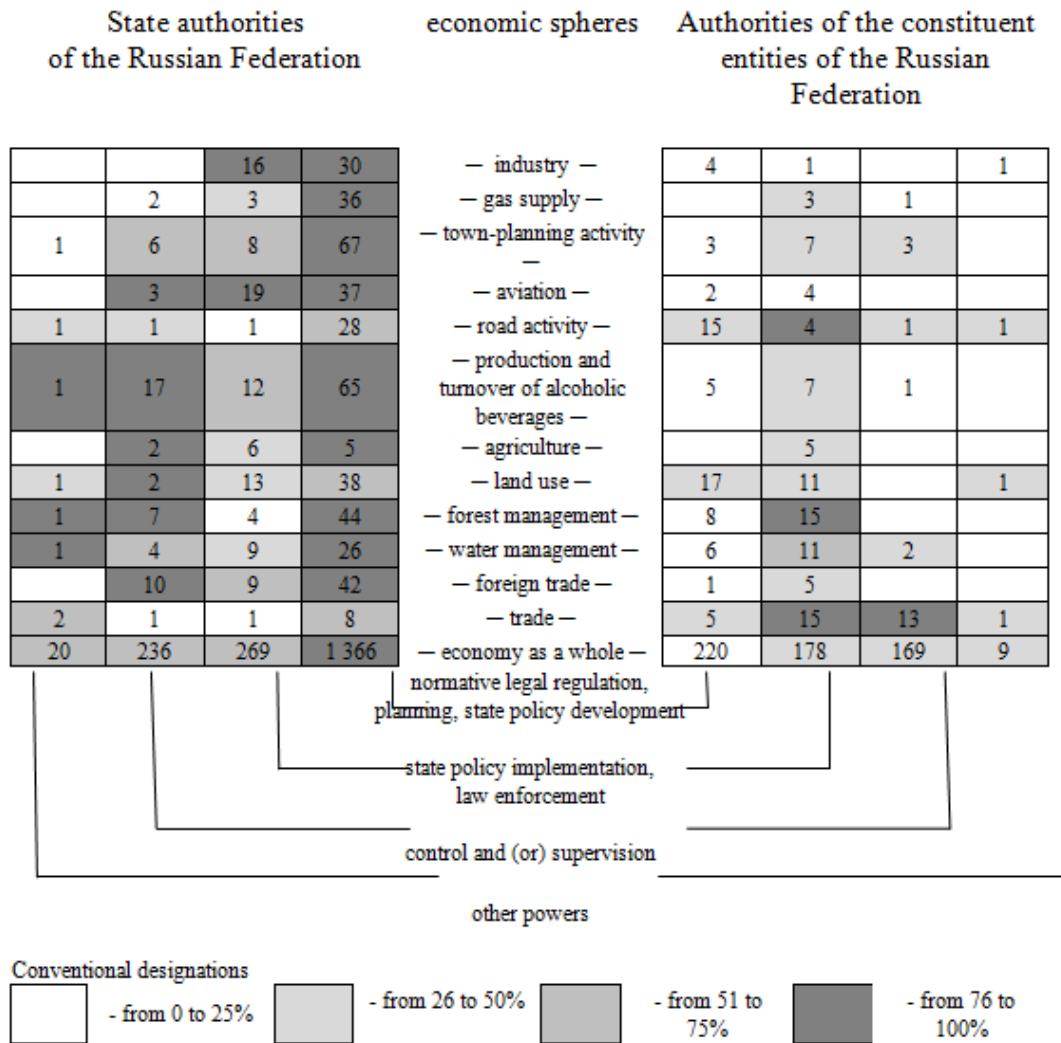 State authorities of the Russian Federation
economic spheres
Authorities of the constituent entities of the Russian Federation
16 30 — industry — 4 1 1
2 3 36 — gas supply — 3 1
1 6 8 67 — town-planning activity — 3 7 3
3 19 37 — aviation — 2 4
1 1 1 28 — road activity — 15 4 1 1
1 17 12 65 — production and turnover of alcoholic beverages — 5 7 1
2 6 5 — agriculture — 5
1 2 13 38 — land use — 17 11 1
1 7 4 44 — forest management — 8 15
1 4 9 26 — water management — 6 11 2
10 9 42 — foreign trade — 1 5
2 1 1 8 — trade — 5 15 13 1
20 236 269 1 366 — economy as a whole — 220 178 169 9
normative legal regulation,
planning, state policy development
state policy implementation,
law enforcement
control and (or) supervision
other powers
Conventional designations
- from 0 to 25%
- from 26 to 50%
- from 51 to 75%
- from 76 to 100%